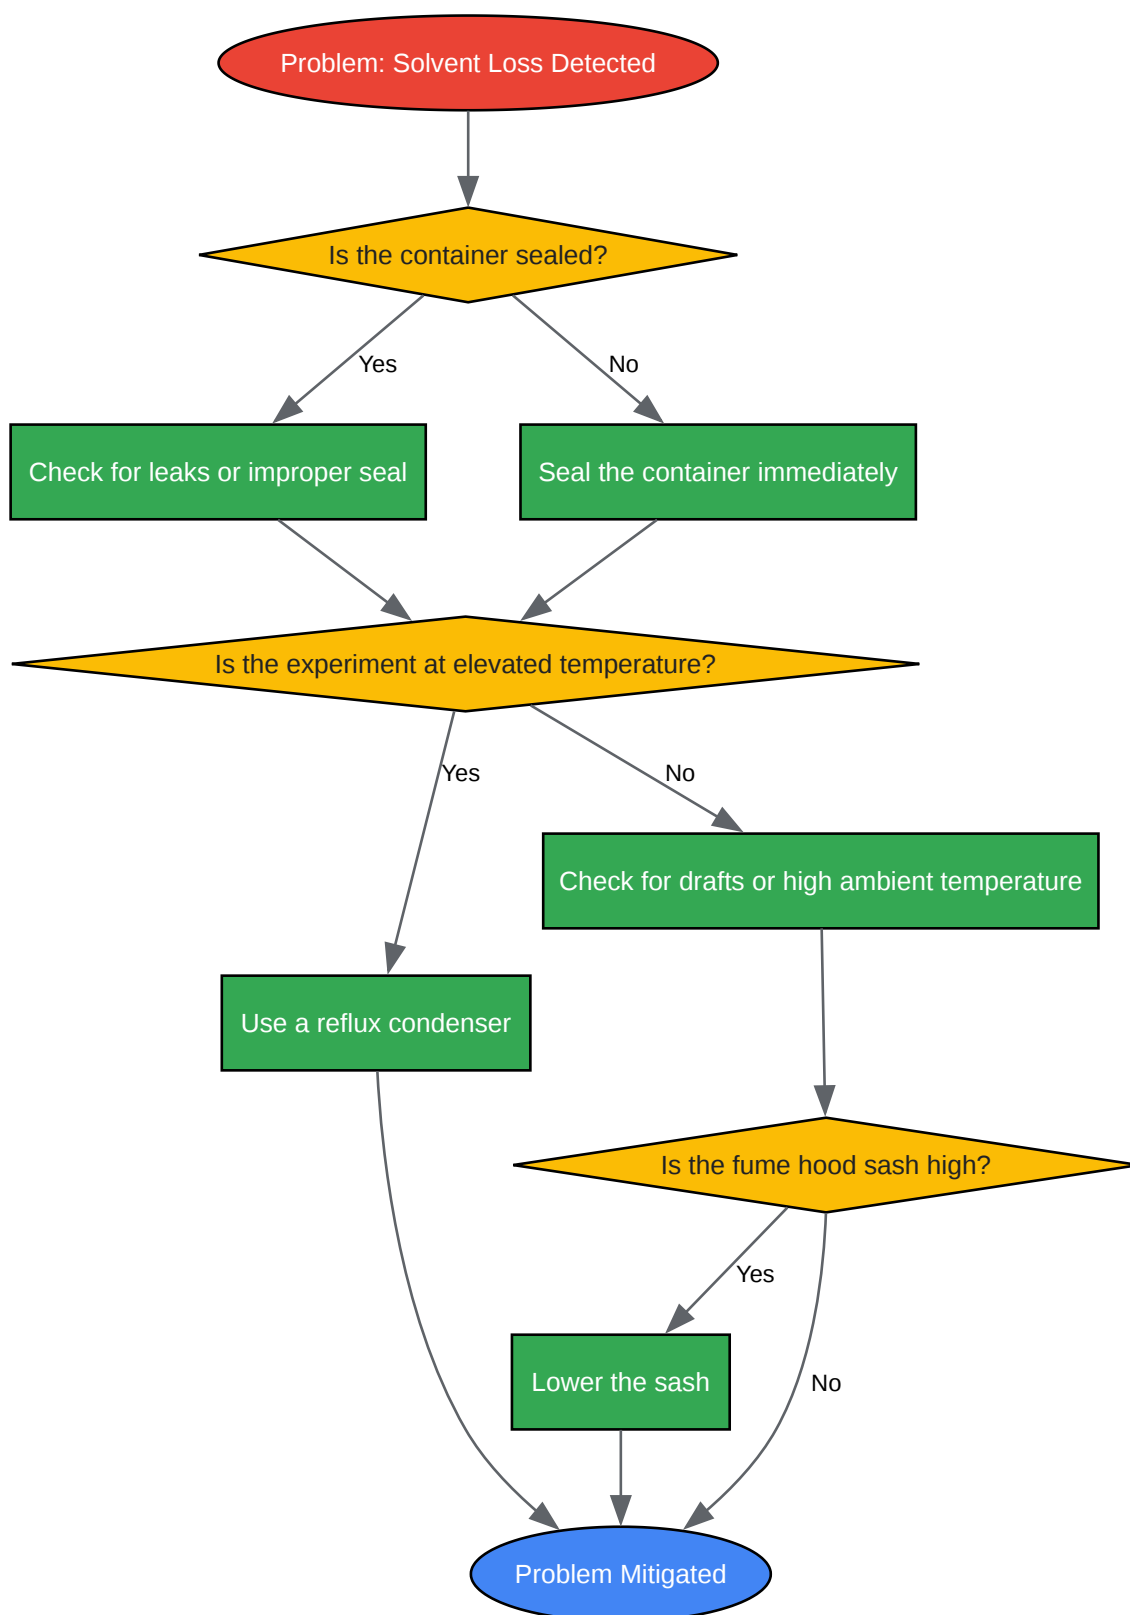 Problem: Solvent Loss Detected
Is the container sealed?
Yes
No
Check for leaks or improper seal
Seal the container immediately
Is the experiment at elevated temperature?
Yes
No
Check for drafts or high ambient temperature
Use a reflux condenser
Is the fume hood sash high?
Yes
Lower the sash
No
Problem Mitigated